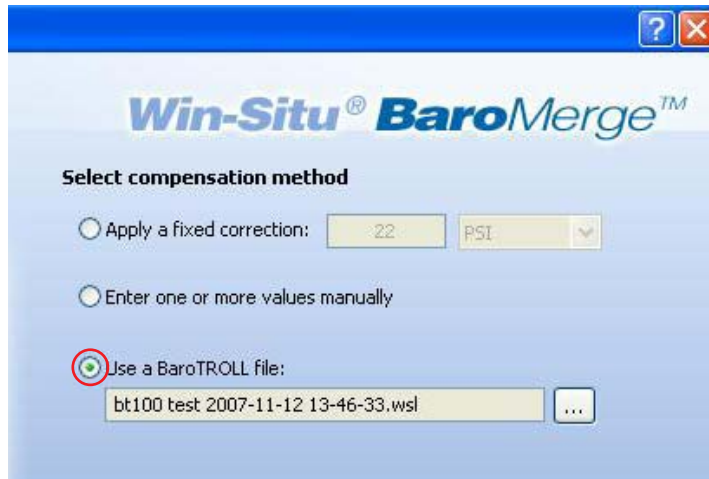 Win-Situ® BaroMerge™
Select compensation method
Apply a fixed correction: 22 PSI
Enter one or more values manually
Use a BaroTROLL file:
bt100 test 2007-11-12 13-46-33.wsl ...